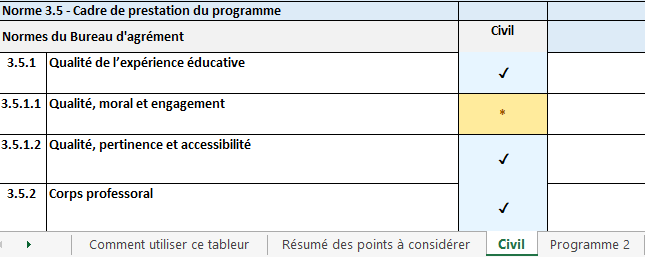 Norme 3.5 - Cadre de prestation du programme
Normes du Bureau d'agrément Civil
3.5.1 Qualité de l’expérience éducative ✓
3.5.1.1 Qualité, moral et engagement *
3.5.1.2 Qualité, pertinence et accessibilité ✓
3.5.2 Corps professoral ✓
Comment utiliser ce tableur Résumé des points à considérer Civil Programme 2